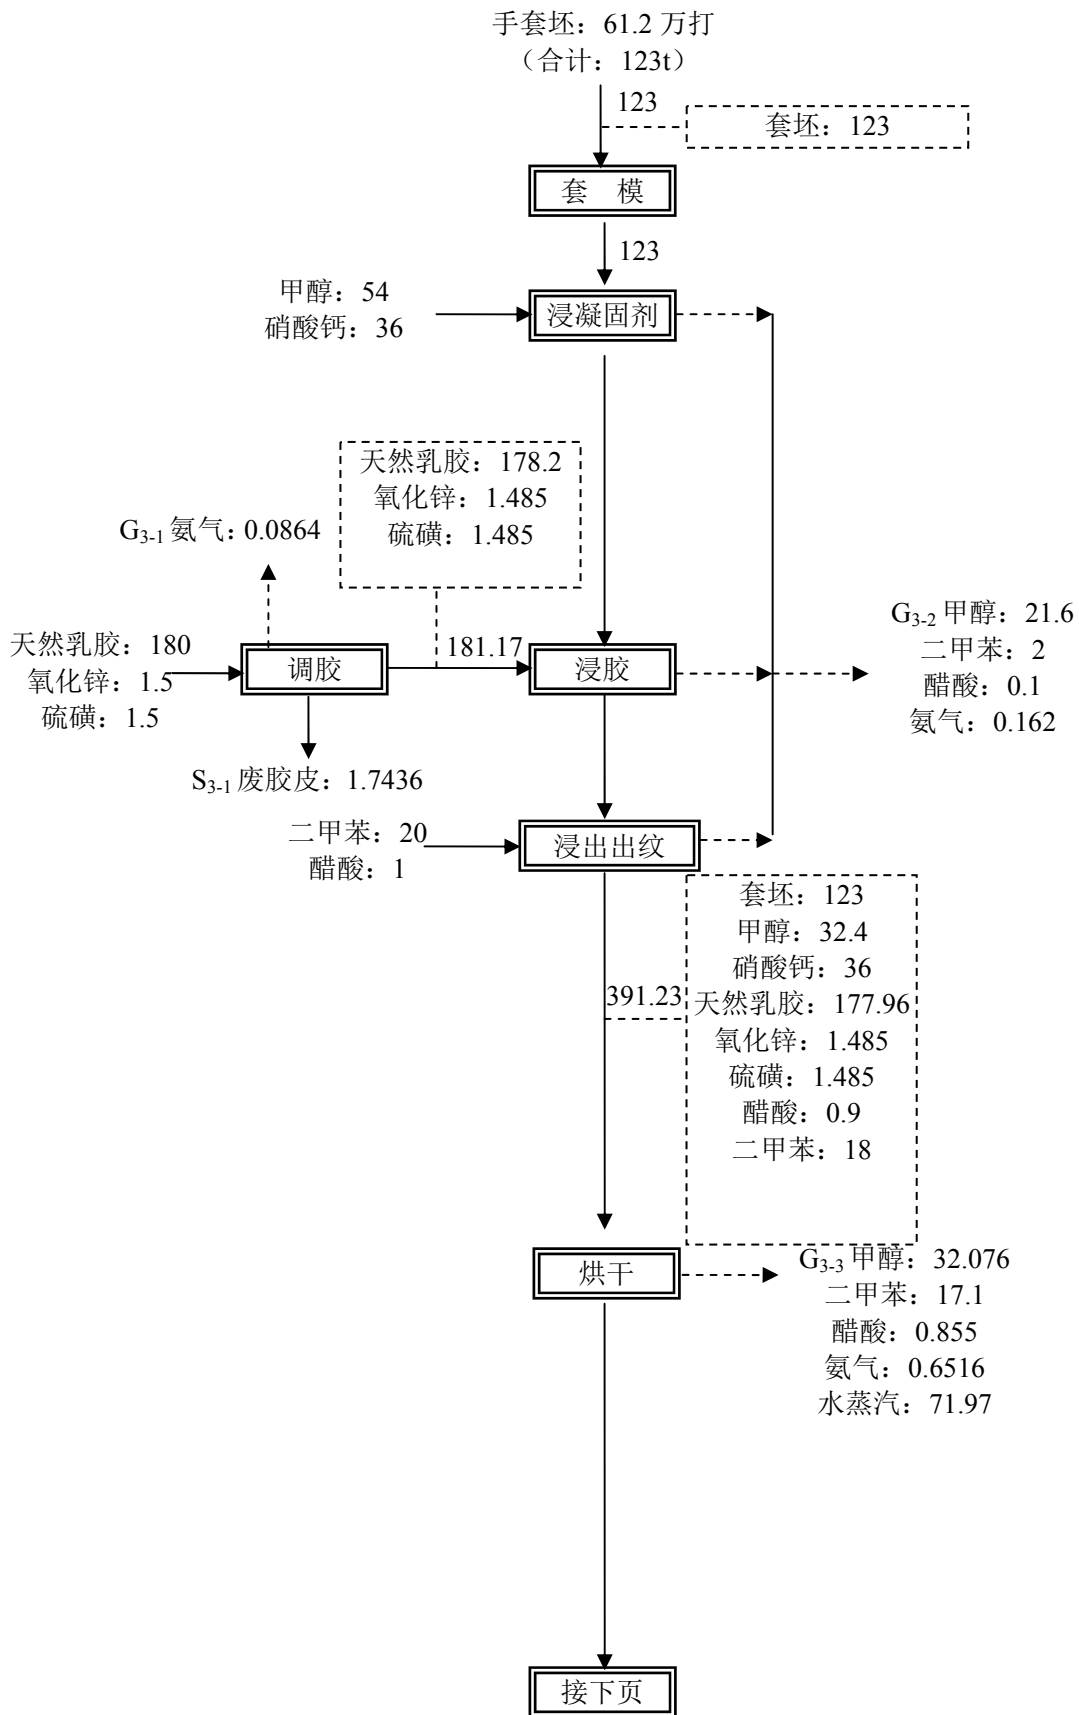 手套坯：61.2 万打
（合计：123t）
123
套坯：123
套 模
123
甲醇：54
硝酸钙：36
浸凝固剂
天然乳胶：178.2
氧化锌：1.485
硫磺：1.485
G3-1 氨气：0.0864
天然乳胶：180
氧化锌：1.5
硫磺：1.5
调胶
181.17
浸胶
G3-2 甲醇：21.6
二甲苯：2
醋酸：0.1
氨气：0.162
S3-1 废胶皮：1.7436
二甲苯：20
醋酸：1
浸出出纹
391.23
套坯：123
甲醇：32.4
硝酸钙：36
天然乳胶：177.96
氧化锌：1.485
硫磺：1.485
醋酸：0.9
二甲苯：18
烘干
G3-3 甲醇：32.076
二甲苯：17.1
醋酸：0.855
氨气：0.6516
水蒸汽：71.97
接下页